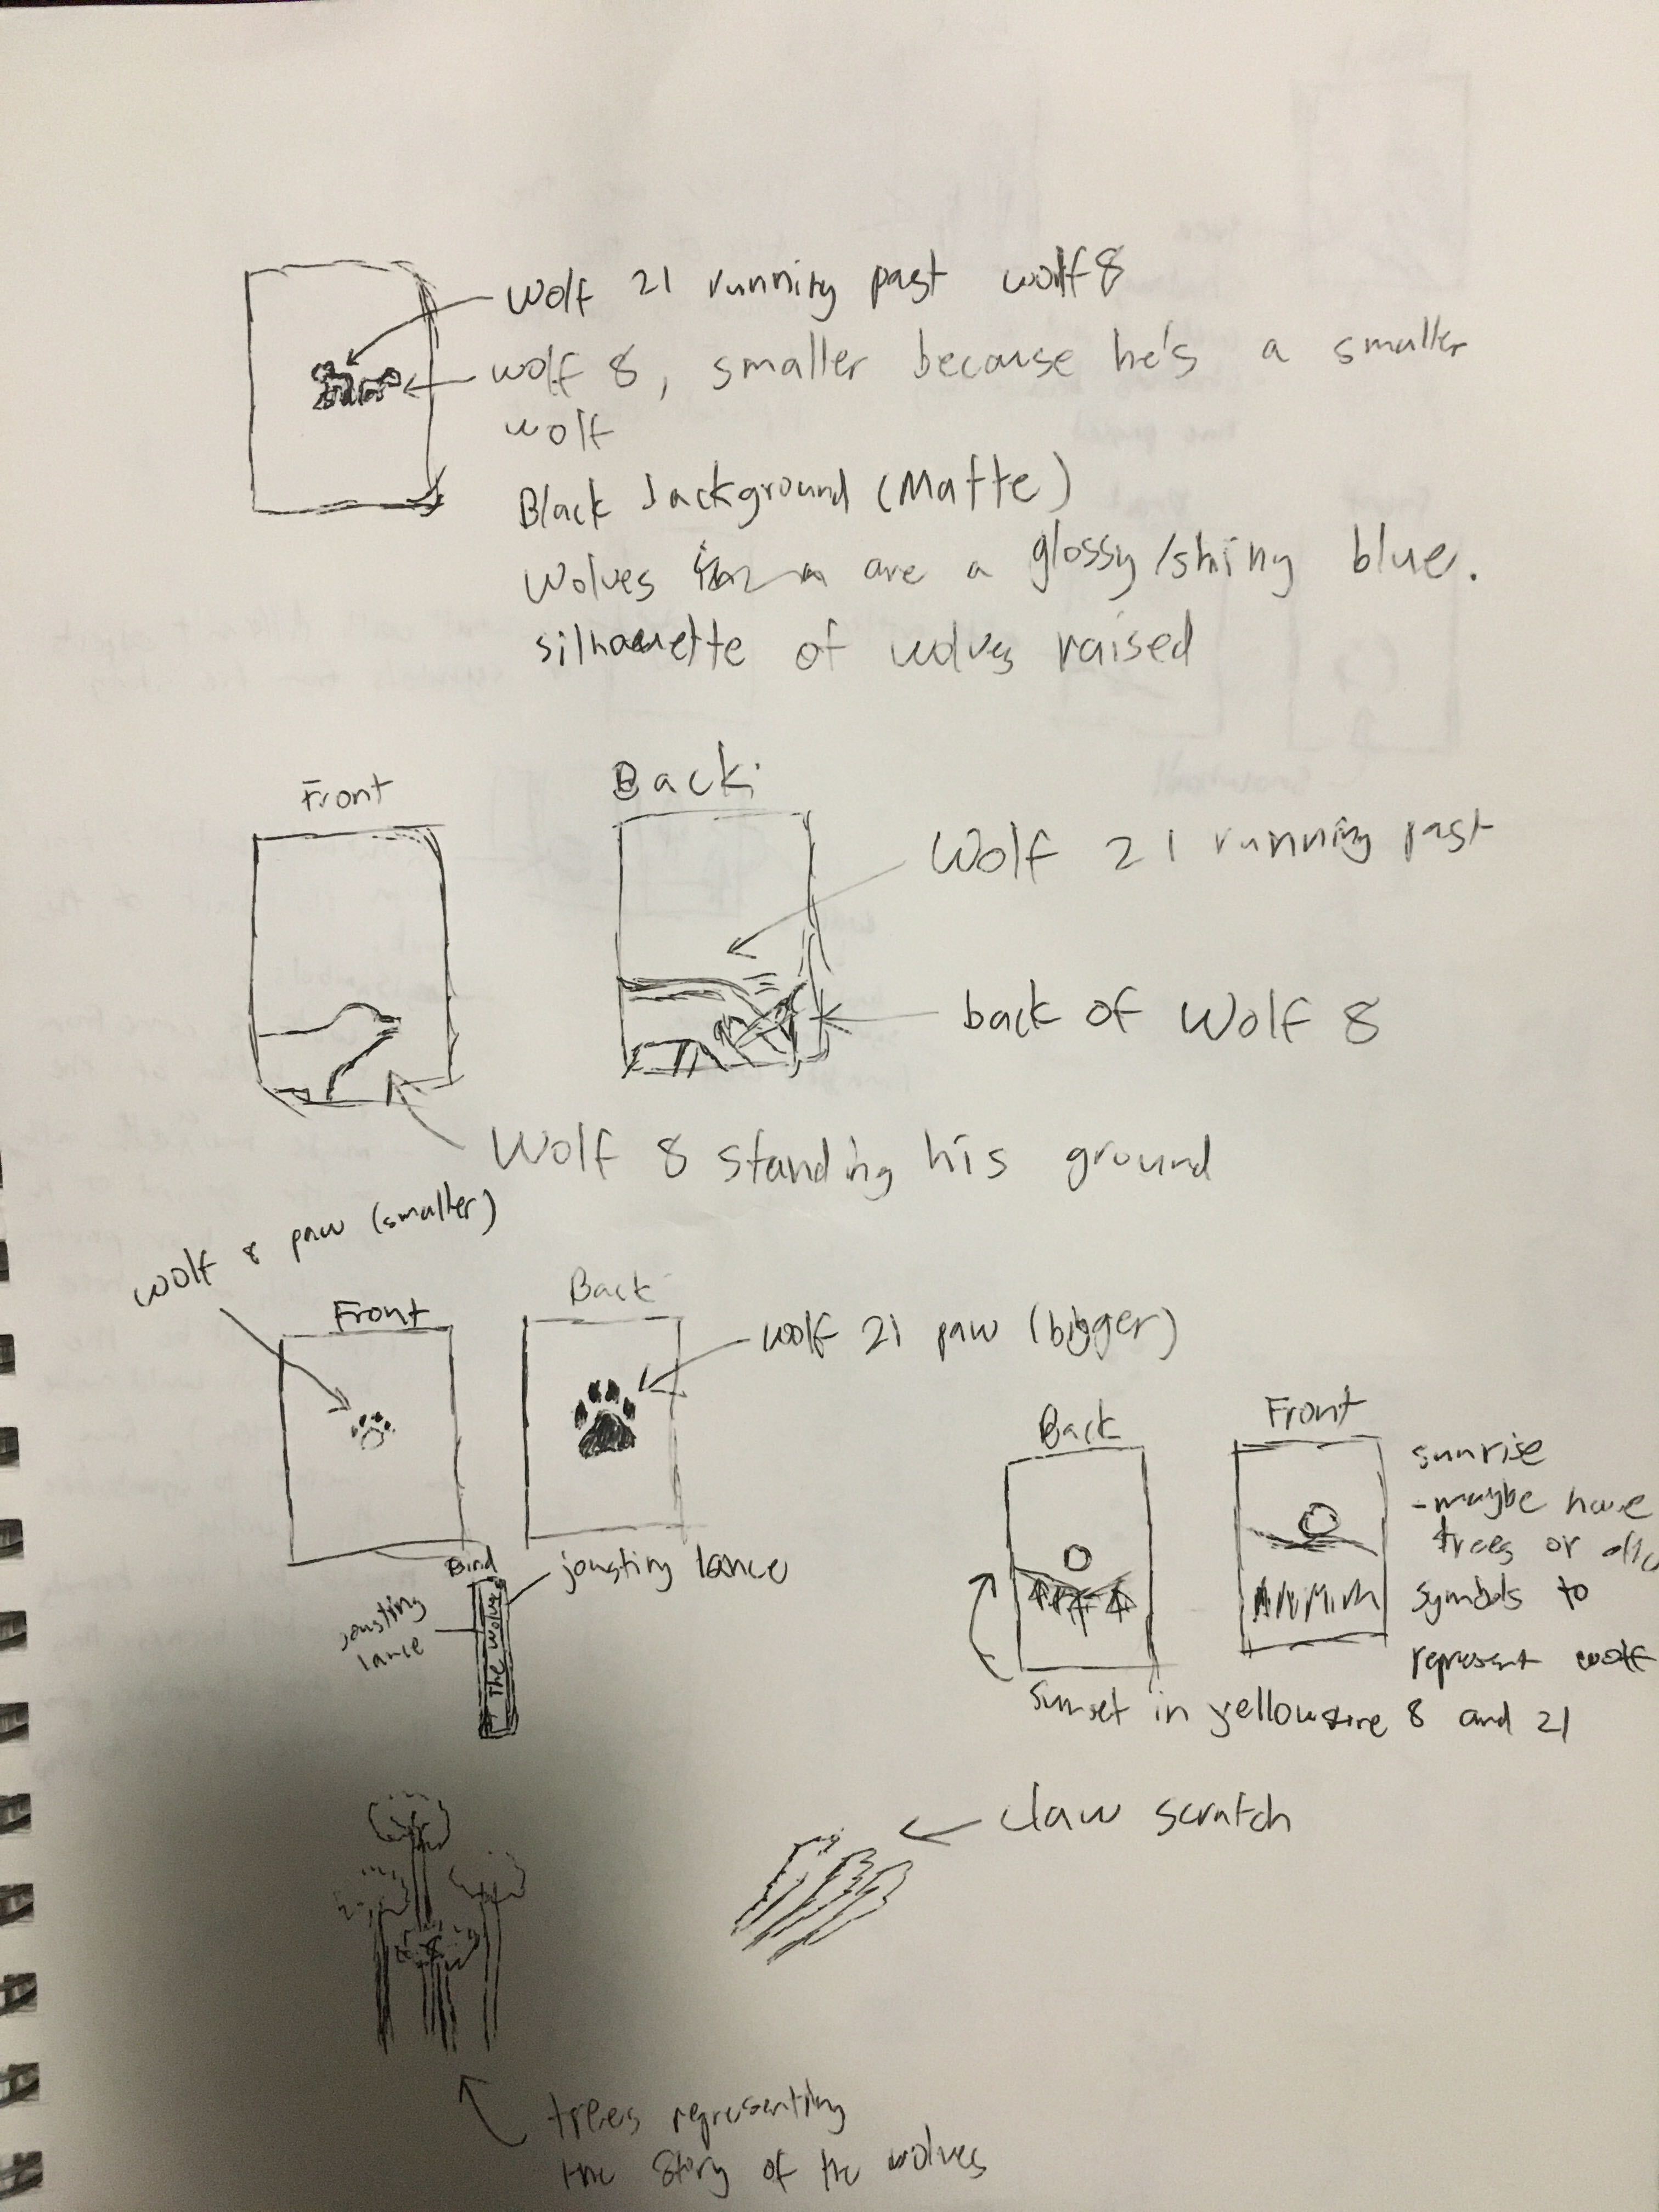 Wolf 21 running past wolf 8
wolf 8, smaller because he's a smaller
wolf
Black background (Matte)
Wolves are a glossy/shiny blue.
silhouette of wolves raised
Front
Back:
Wolf 21 running past
back of Wolf 8
Wolf 8 standing his ground
wolf 8 paw (smaller)
Front
Back
wolf 21 paw (bigger)
Bind
jousting lance
jousting
lance
The Wolves
Back
Front
sunrise
-maybe have
trees or
symbols to
represent wolf
sunset in yellowstone 8 and 21
claw scratch
trees representing
the story of the wolves